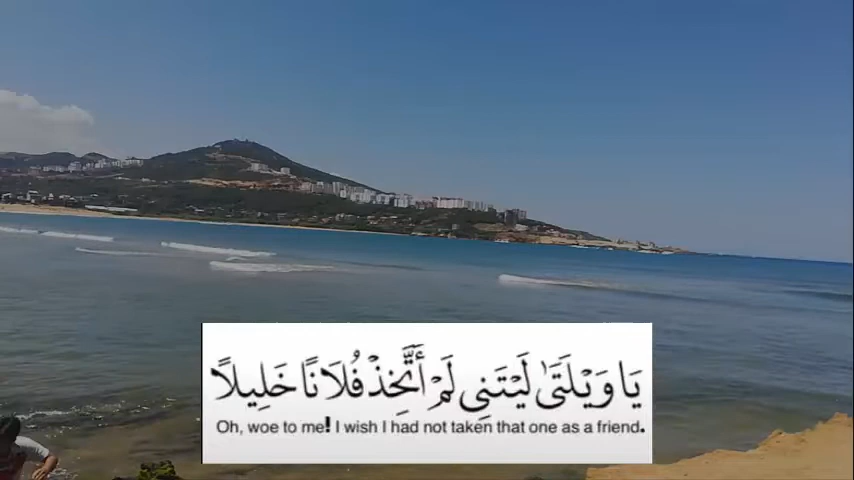 يَا وَيْلَتَىٰ لَيْتَنِى لَمْ أَتَّخِذْ فُلَانًا خَلِيلًا
Oh, woe to me! I wish I had not taken that one as a friend.